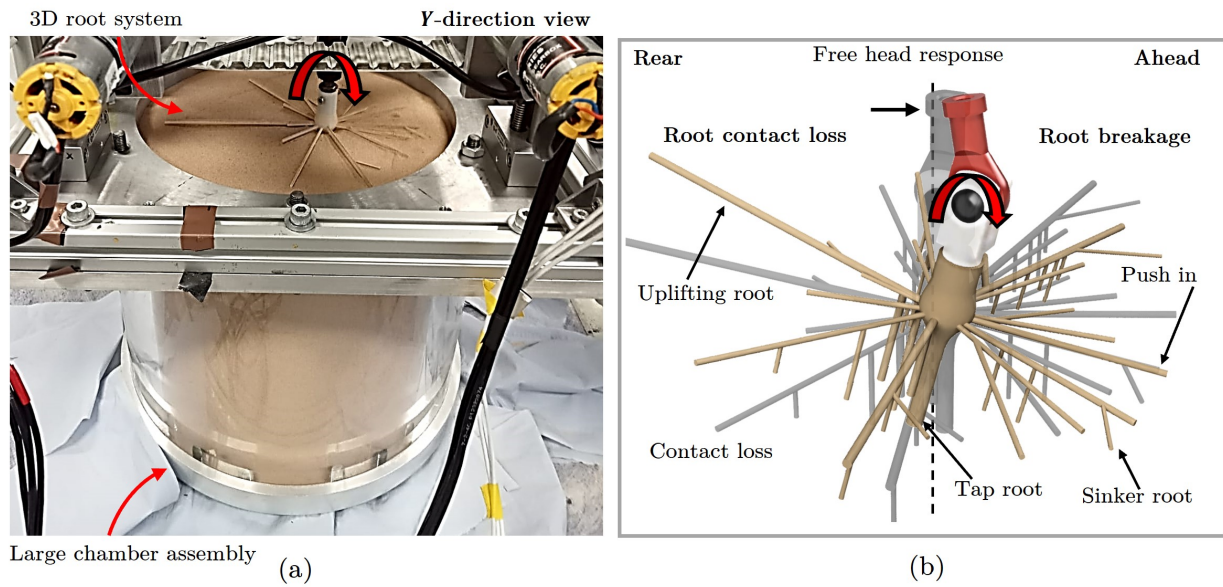 3D root system
Y-direction view
Large chamber assembly
(a)
Free head response
Rear
Ahead
Root contact loss
Root breakage
Uplifting root
Push in
Contact loss
Tap root
Sinker root
(b)